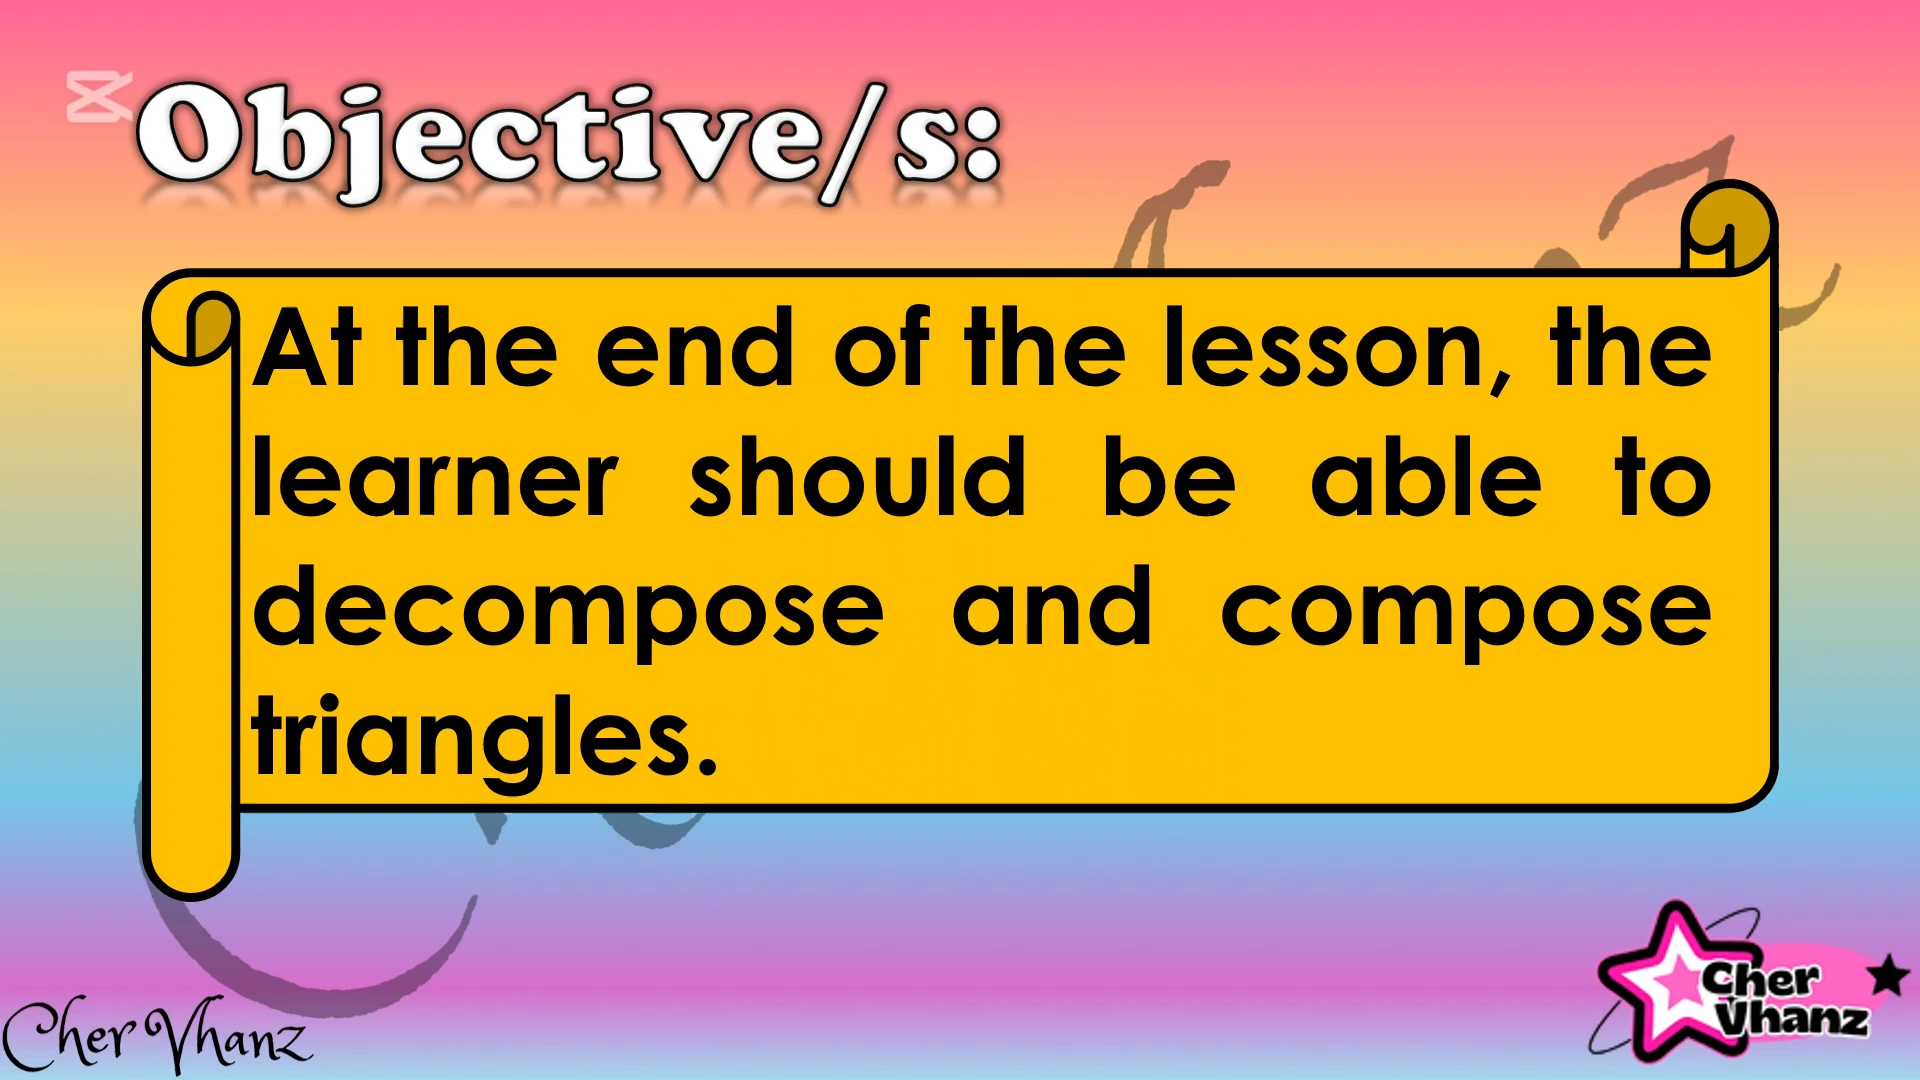 Objective/s:
At the end of the lesson, the
learner should be able to
decompose and compose
triangles.
Cher Vhanz
Cher
Vhanz